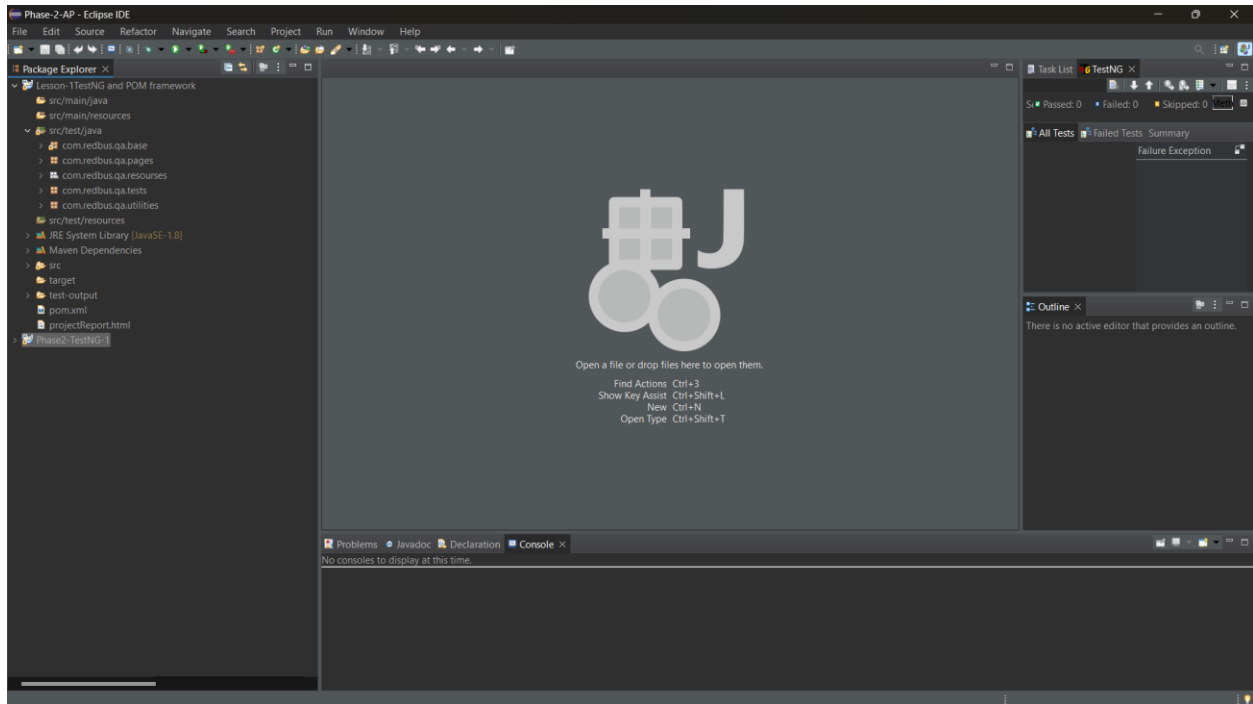 Phase-2-AP - Eclipse IDE
File Edit Source Refactor Navigate Search Project Run Window Help
Package Explorer
Lesson-1TestNG and POM framework
src/main/java
src/main/resources
src/test/java
com.redbus.qa.base
com.redbus.qa.pages
com.redbus.qa.resourses
com.redbus.qa.tests
com.redbus.qa.utilities
src/test/resources
JRE System Library [JavaSE-1.8]
Maven Dependencies
src
target
test-output
pom.xml
projectReport.html
Phase2-TestNG-1
Open a file or drop files here to open them.
Find Actions Ctrl+3
Show Key Assist Ctrl+Shift+L
New Ctrl+N
Open Type Ctrl+Shift+T
Task List TestNG
Passed: 0 Failed: 0 Skipped: 0
All Tests Failed Tests Summary
Failure Exception
Outline
There is no active editor that provides an outline.
Problems Javadoc Declaration Console
No consoles to display at this time.